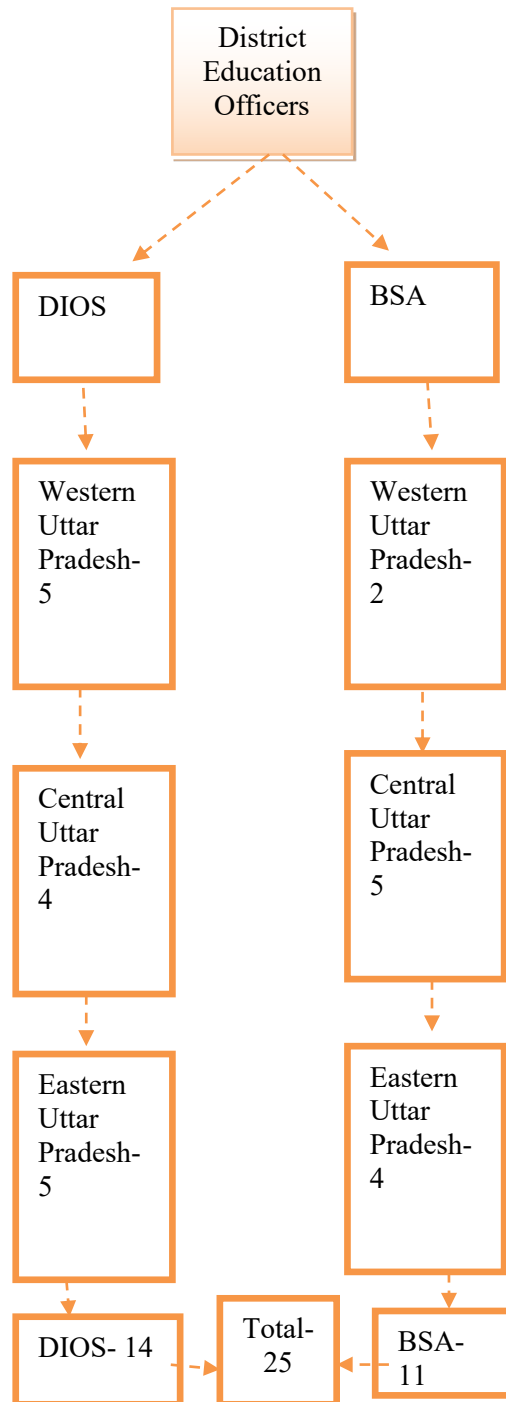 District
Education
Officers
DIOS
BSA
Western
Uttar
Pradesh-
5
Western
Uttar
Pradesh-
2
Central
Uttar
Pradesh-
4
Central
Uttar
Pradesh-
5
Eastern
Uttar
Pradesh-
5
Eastern
Uttar
Pradesh-
4
DIOS- 14
Total-
25
BSA-
11